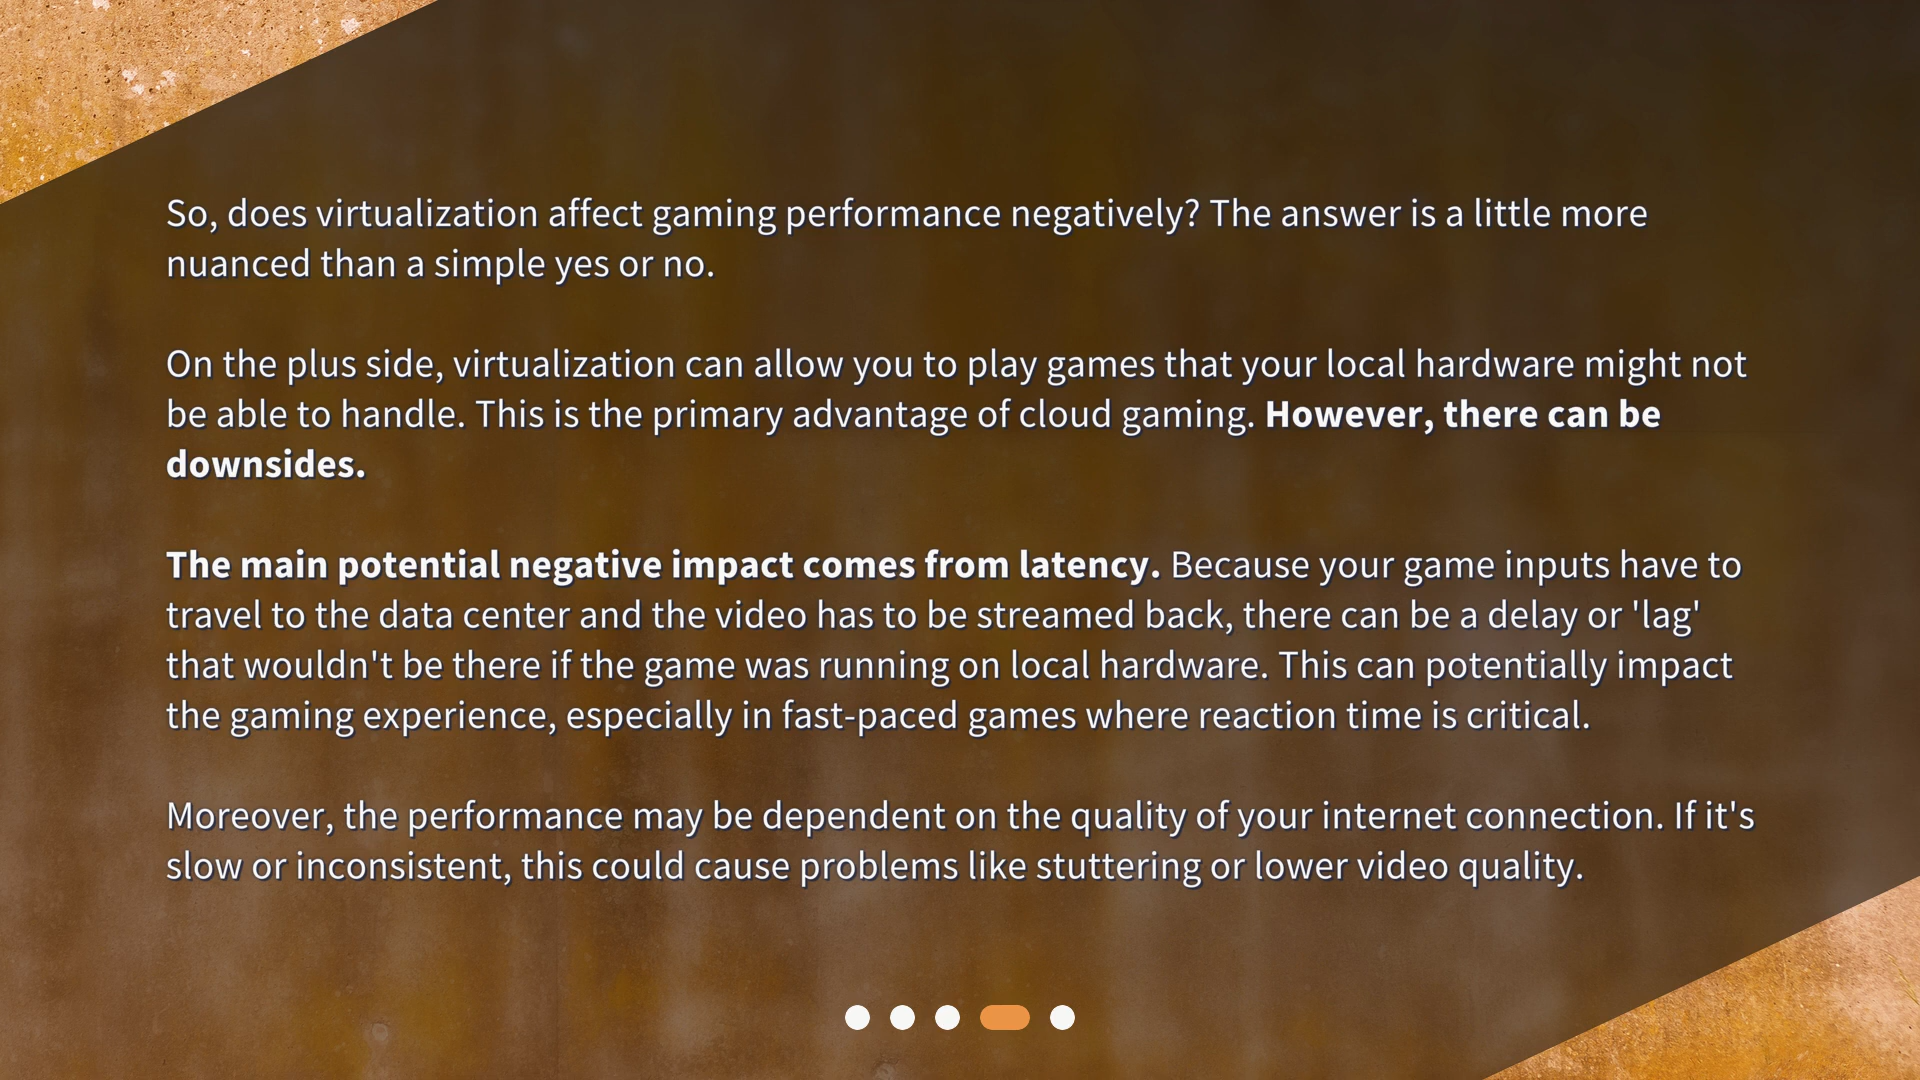 So, does virtualization affect gaming performance negatively? The answer is a little more
nuanced than a simple yes or no.
On the plus side, virtualization can allow you to play games that your local hardware might not
be able to handle. This is the primary advantage of cloud gaming. However, there can be
downsides.
The main potential negative impact comes from latency. Because your game inputs have to
travel to the data center and the video has to be streamed back, there can be a delay or 'lag'
that wouldn't be there if the game was running on local hardware. This can potentially impact
the gaming experience, especially in fast-paced games where reaction time is critical.
Moreover, the performance may be dependent on the quality of your internet connection. If it's
slow or inconsistent, this could cause problems like stuttering or lower video quality.